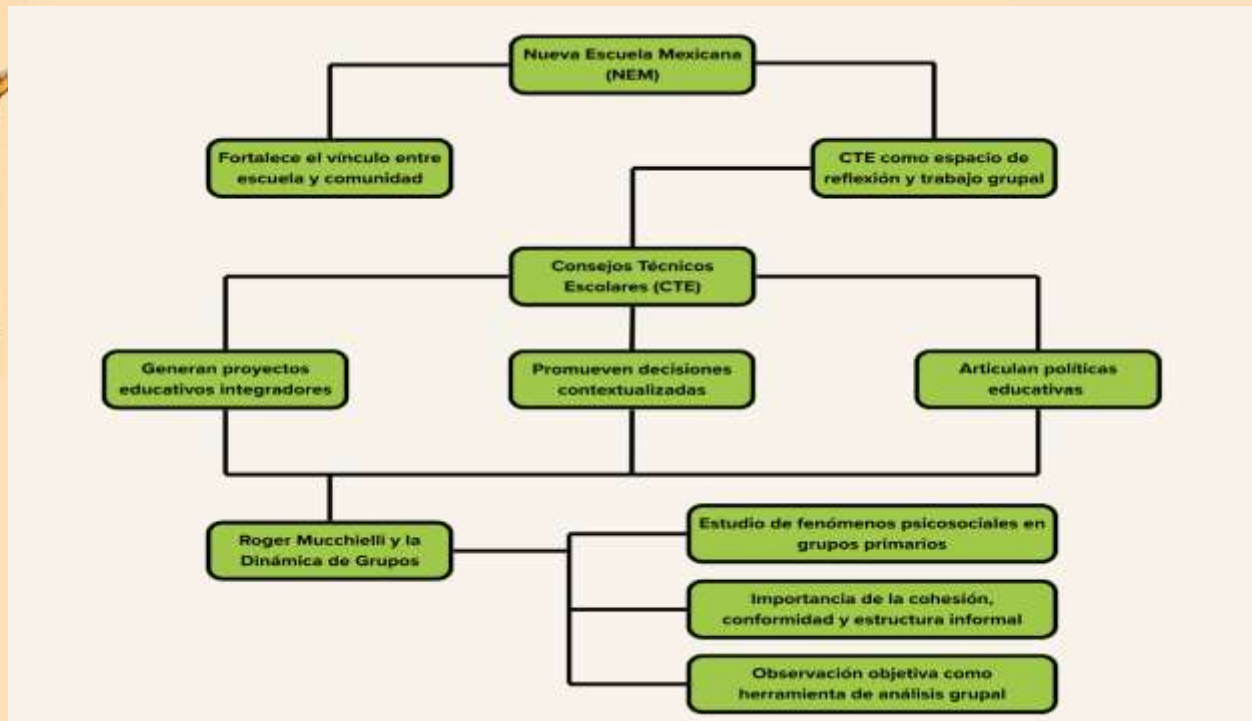 Nueva Escuela Mexicana
(NEM)
Fortalece el vínculo entre
escuela y comunidad
CTE como espacio de
reflexión y trabajo grupal
Consejos Técnicos
Escolares (CTE)
Generan proyectos
educativos integradores
Promueven decisiones
contextualizadas
Articulan políticas
educativas
Roger Mucchielli y la
Dinámica de Grupos
Estudio de fenómenos psicosociales en
grupos primarios
Importancia de la cohesión,
conformidad y estructura informal
Observación objetiva como
herramienta de análisis grupal